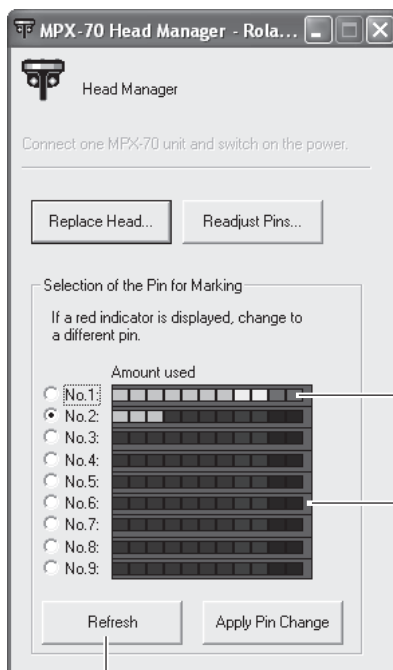 MPX-70 Head Manager - Rola...
Head Manager
Connect one MPX-70 unit and switch on the power.
Replace Head...
Readjust Pins...
Selection of the Pin for Marking
If a red indicator is displayed, change to
a different pin.
Amount used
No.1:
No.2:
No.3:
No.4:
No.5:
No.6:
No.7:
No.8:
No.9:
Refresh
Apply Pin Change